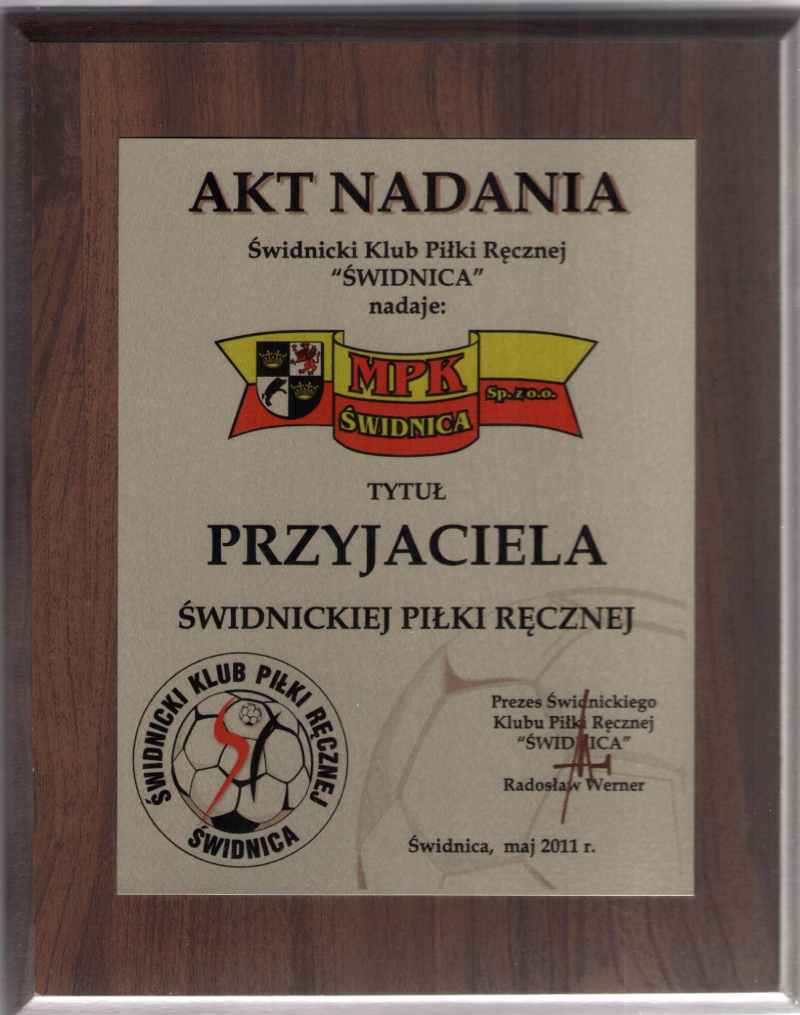 AKT NADANIA
Świdnicki Klub Piłki Ręcznej
“ŚWIDNICA”
nadaje:
MPK
ŚWIDNICA
Sp. z o.o.
TYTUŁ
PRZYJACIELA
ŚWIDNICKIEJ PIŁKI RĘCZNEJ
ŚWIDNICKI KLUB PIŁKI RĘCZNEJ
ŚWIDNICA
Prezes Świdnickiego
Klubu Piłki Ręcznej
“ŚWIDNICA”
Radosław Werner
Świdnica, maj 2011 r.